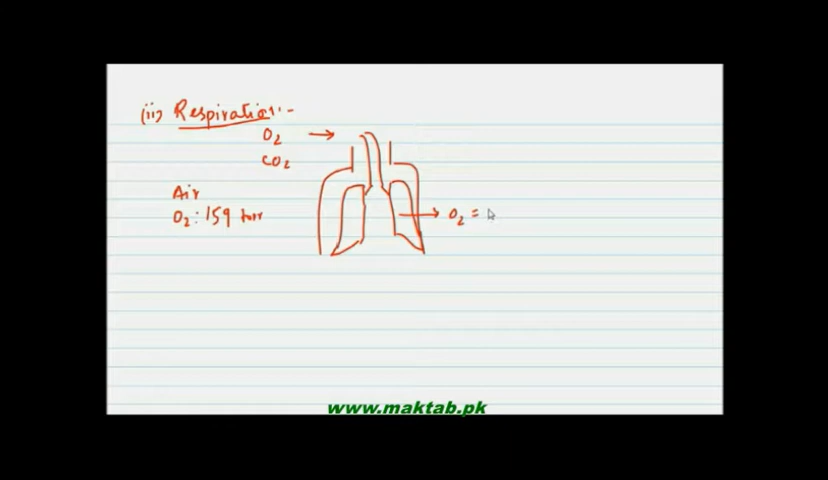 (ii) Respiration:-
O2 →
CO2
Air
O2 : 159 torr
→ O2 =
www.maktab.pk